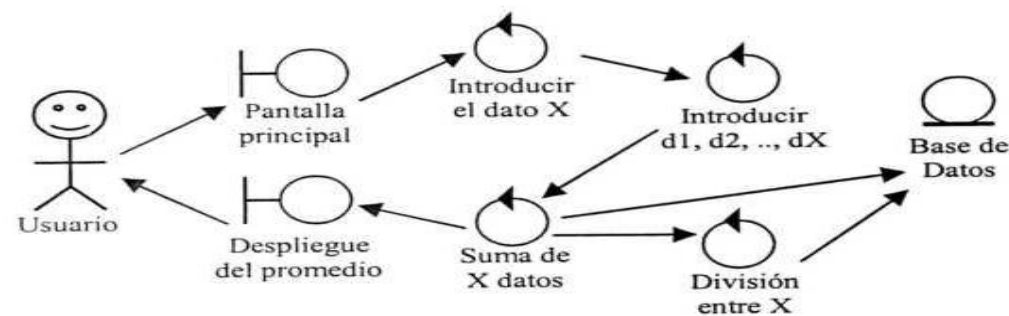 Pantalla
principal
Introducir
el dato X
Introducir
d1, d2, .., dX
Base de
Datos
Usuario
Despliegue
del promedio
Suma de
X datos
División
entre X